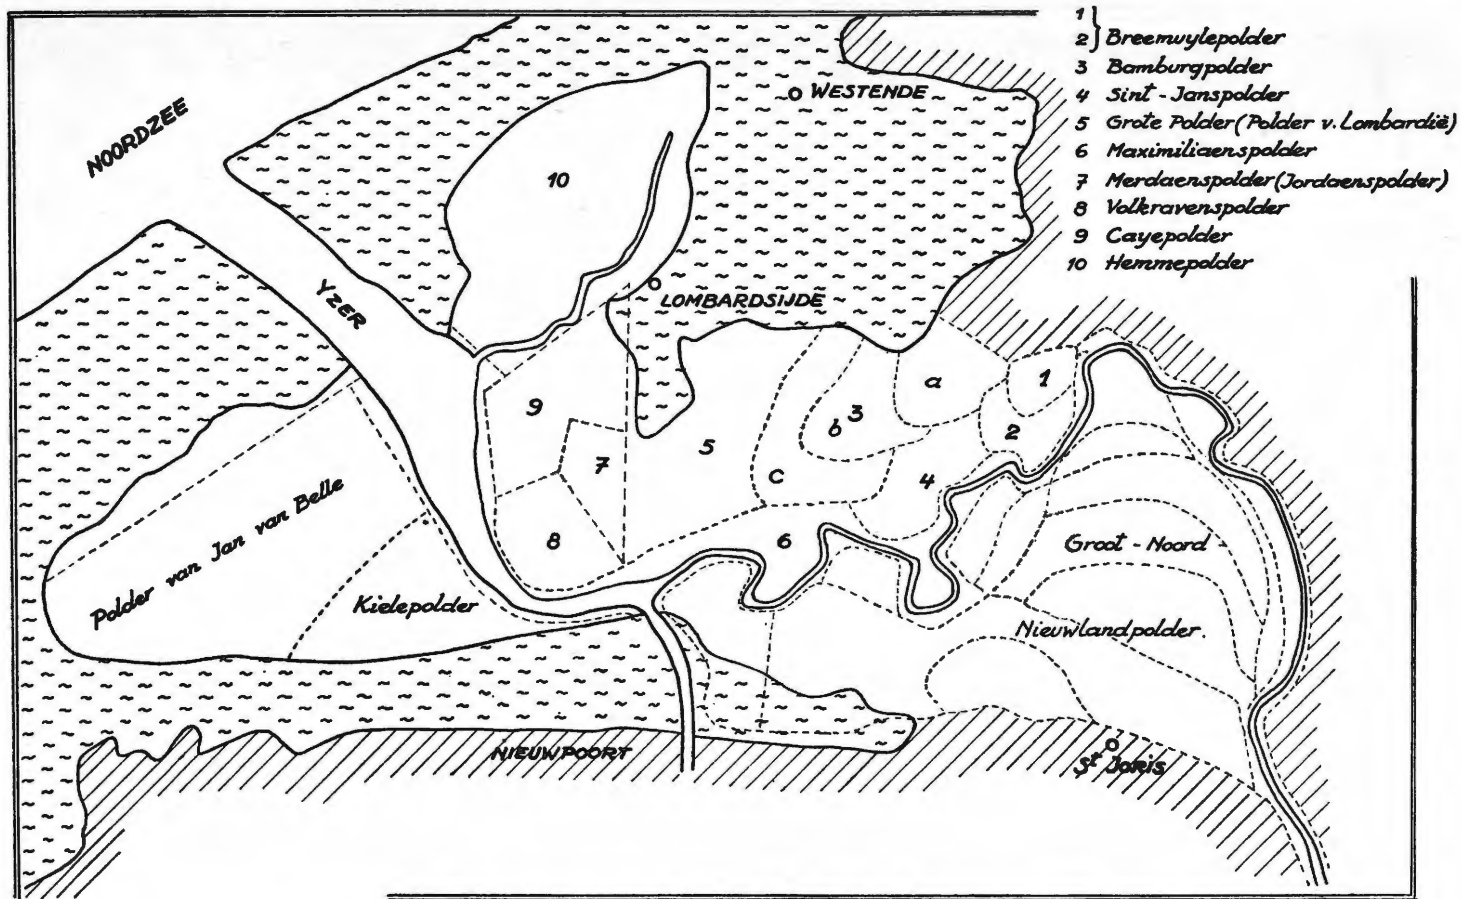 1
2 } Breemvylepolder
3 Bamburgpolder
4 Sint-Janspolder
5 Grote Polder (Polder v. Lombardië)
6 Maximiliaenspolder
7 Merdaenspolder (Jordaenspolder)
8 Volkravenspolder
9 Cayepolder
10 Hemmepolder
NOORDZEE
WESTENDE
10
YZER
LOMBARDSIJDE
a
1
9
b 3
2
7
5
C
4
Polder van Jan van Belle
8
6
Groot-Noord-
Kielepolder
Nieuwlandpolder.
NIEUWPOORT
St Joris